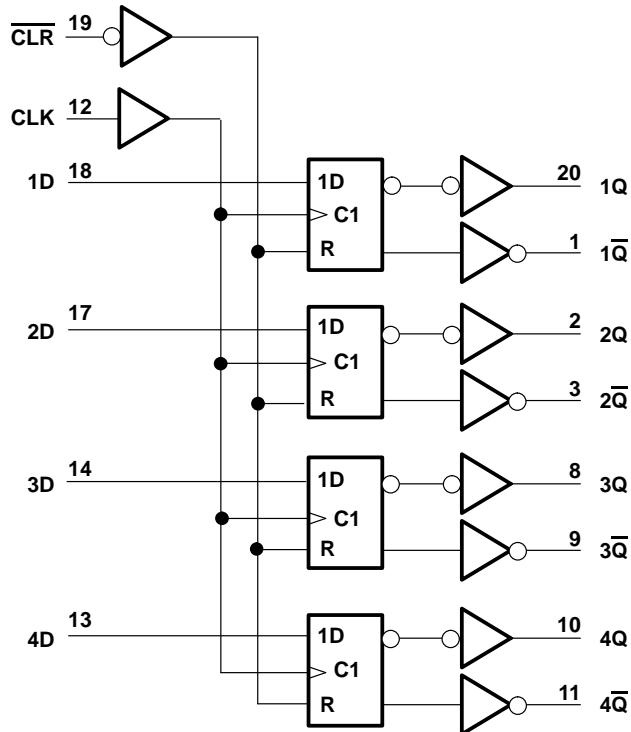 C̅L̅R̅ 19
CLK 12
1D 18 1D 20 1Q
C1
R 1 1Q̅
2D 17 1D 2 2Q
C1
R 3 2Q̅
3D 14 1D 8 3Q
C1
R 9 3Q̅
4D 13 1D 10 4Q
C1
R 11 4Q̅